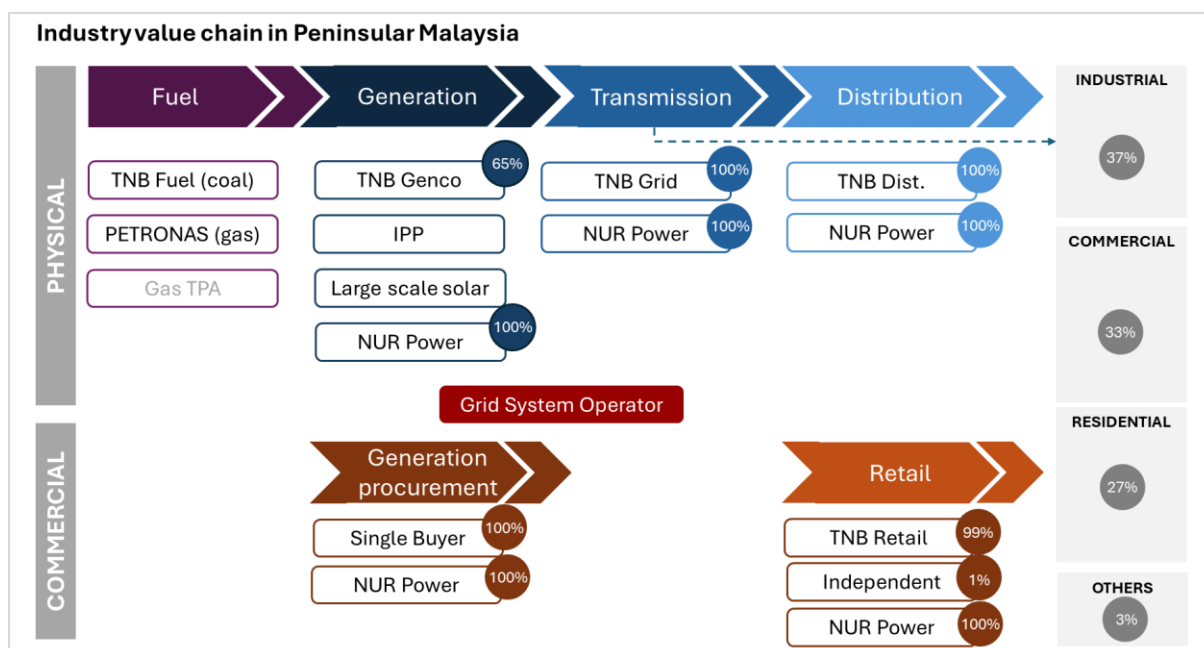 Industry value chain in Peninsular Malaysia
PHYSICAL
Fuel
Generation
Transmission
Distribution
TNB Fuel (coal)
PETRONAS (gas)
Gas TPA
TNB Genco
65%
IPP
Large scale solar
NUR Power
100%
TNB Grid
100%
NUR Power
100%
TNB Dist.
100%
NUR Power
100%
Grid System Operator
COMMERCIAL
Generation
procurement
Single Buyer
100%
NUR Power
100%
Retail
TNB Retail
99%
Independent
1%
NUR Power
100%
INDUSTRIAL
37%
COMMERCIAL
33%
RESIDENTIAL
27%
OTHERS
3%